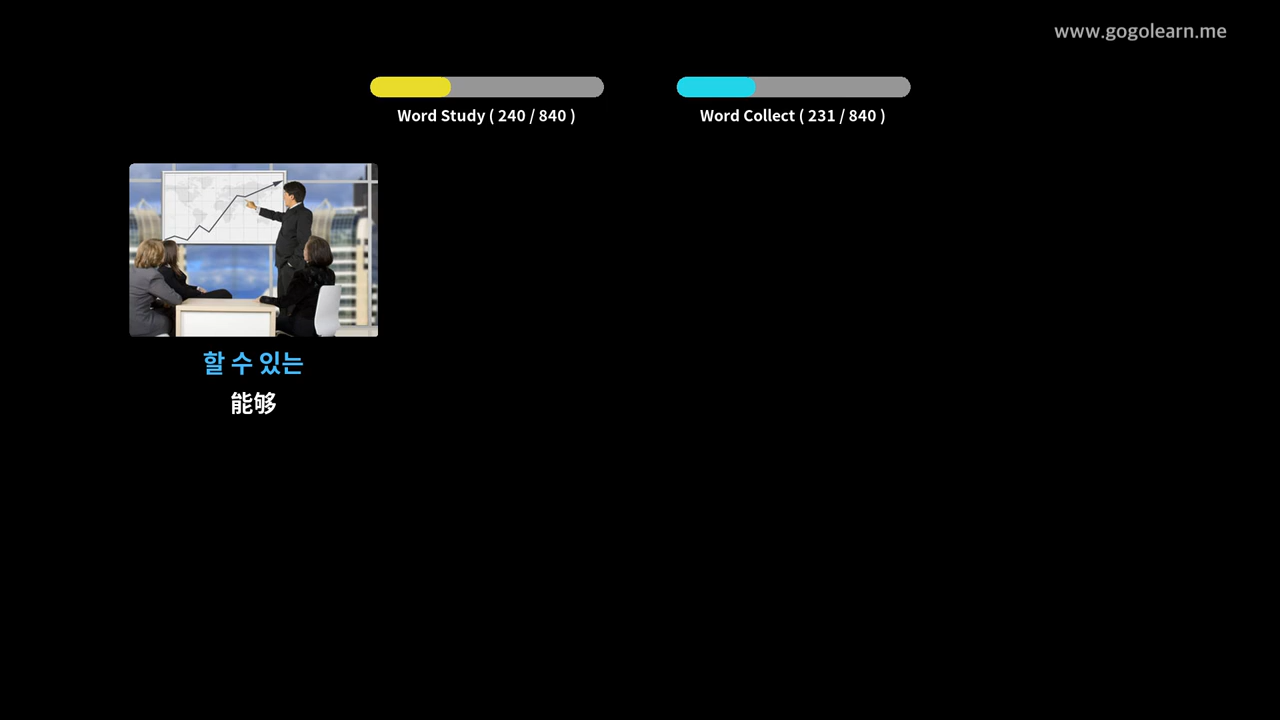 www.gogolearn.me
Word Study ( 240 / 840 )
Word Collect ( 231 / 840 )
할 수 있는
能够